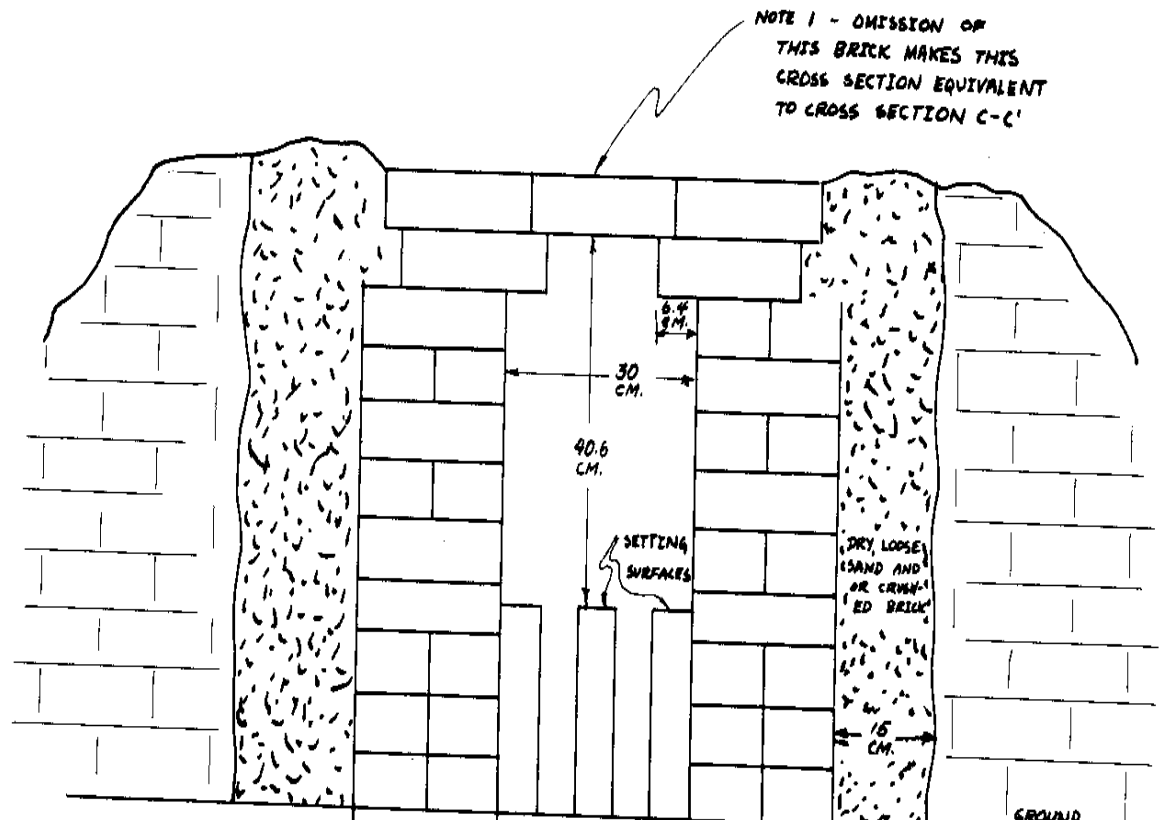 NOTE 1 - OMISSION OF
THIS BRICK MAKES THIS
CROSS SECTION EQUIVALENT
TO CROSS SECTION C-C'
6.4
CM.
30
CM.
40.6
CM.
SETTING
SURFACES
DRY, LOOSE
SAND AND
OR CRUSH-
ED BRICK
15
CM.
GROUND